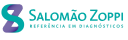 Salomão Zoppi
REFERÊNCIA EM DIAGNÓSTICOS